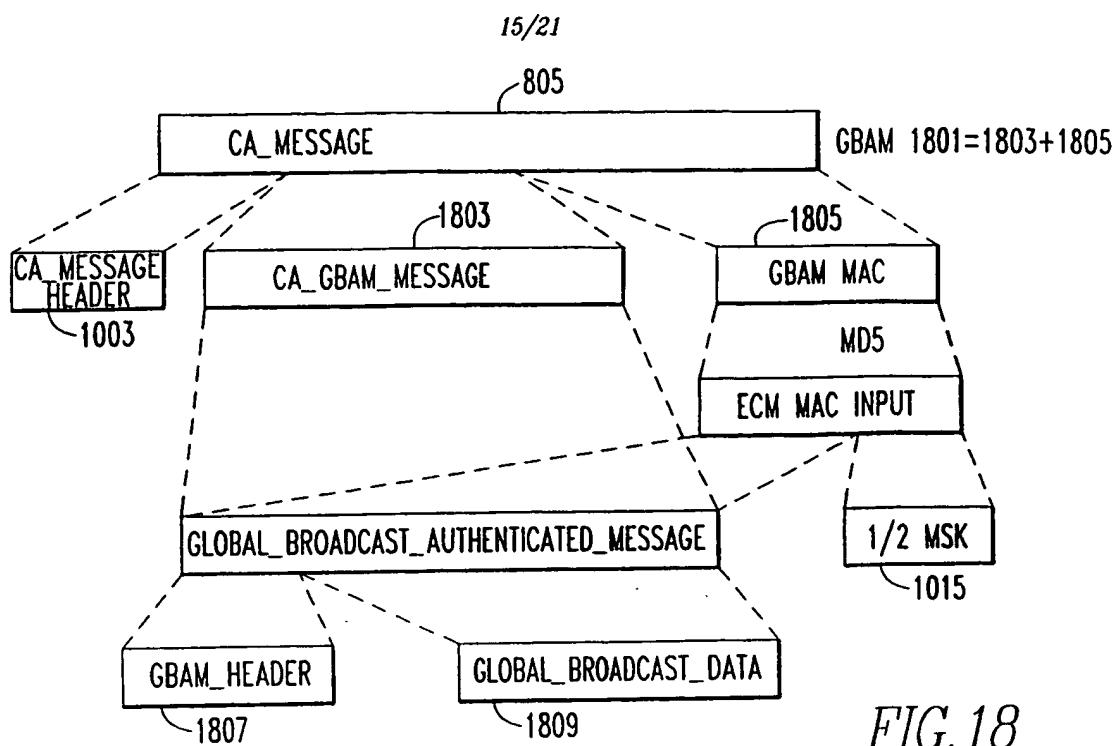 15/21
805
CA_MESSAGE
GBAM 1801=1803+1805
1803
1805
CA_MESSAGE
HEADER
CA_GBAM_MESSAGE
GBAM MAC
1003
MD5
ECM MAC INPUT
GLOBAL_BROADCAST_AUTHENTICATED_MESSAGE
1/2 MSK
1015
GBAM_HEADER
GLOBAL_BROADCAST_DATA
1807
1809
FIG. 18